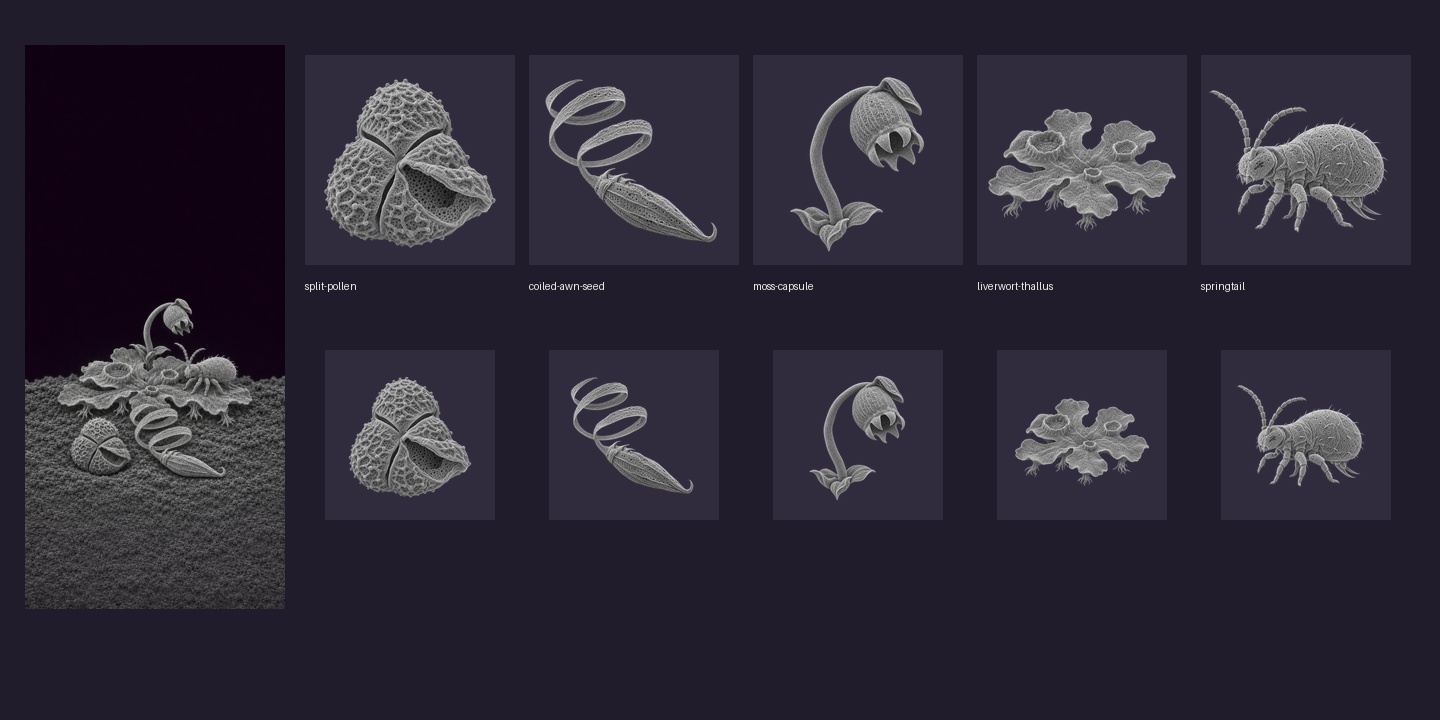 split-pollen
coiled-awn-seed
moss-capsule
liverwort-thallus
springtail